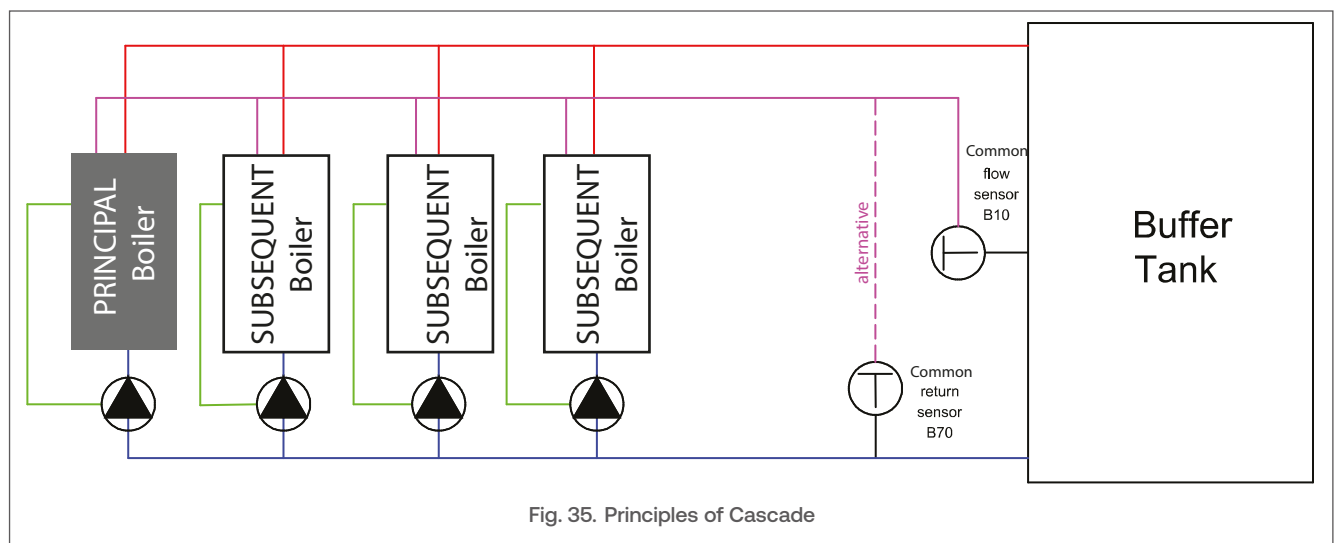 PRINCIPAL
Boiler
SUBSEQUENT
Boiler
SUBSEQUENT
Boiler
SUBSEQUENT
Boiler
alternative
Common
flow
sensor
B10
Common
return
sensor
B70
Buffer
Tank
Fig. 35. Principles of Cascade